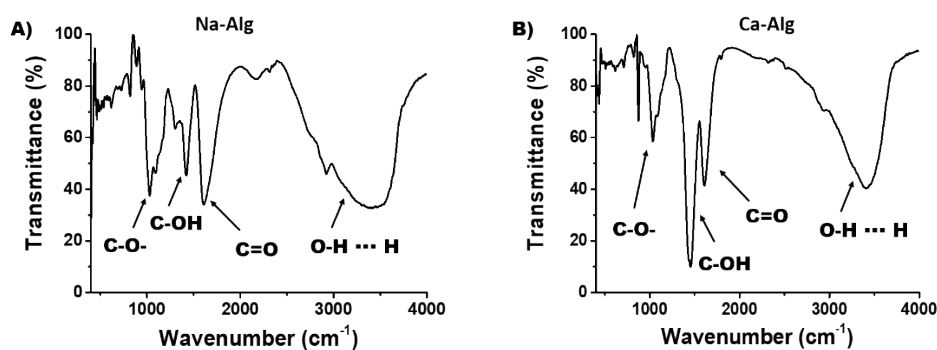 A)
Na-Alg
Transmittance (%)
100
80
60
40
20
0
C-O-
C-OH
C=O
O-H ··· H
1000
2000
3000
4000
Wavenumber (cm⁻¹)
B)
Ca-Alg
Transmittance (%)
100
80
60
40
20
0
C-O-
C-OH
C=O
O-H ··· H
1000
2000
3000
4000
Wavenumber (cm⁻¹)